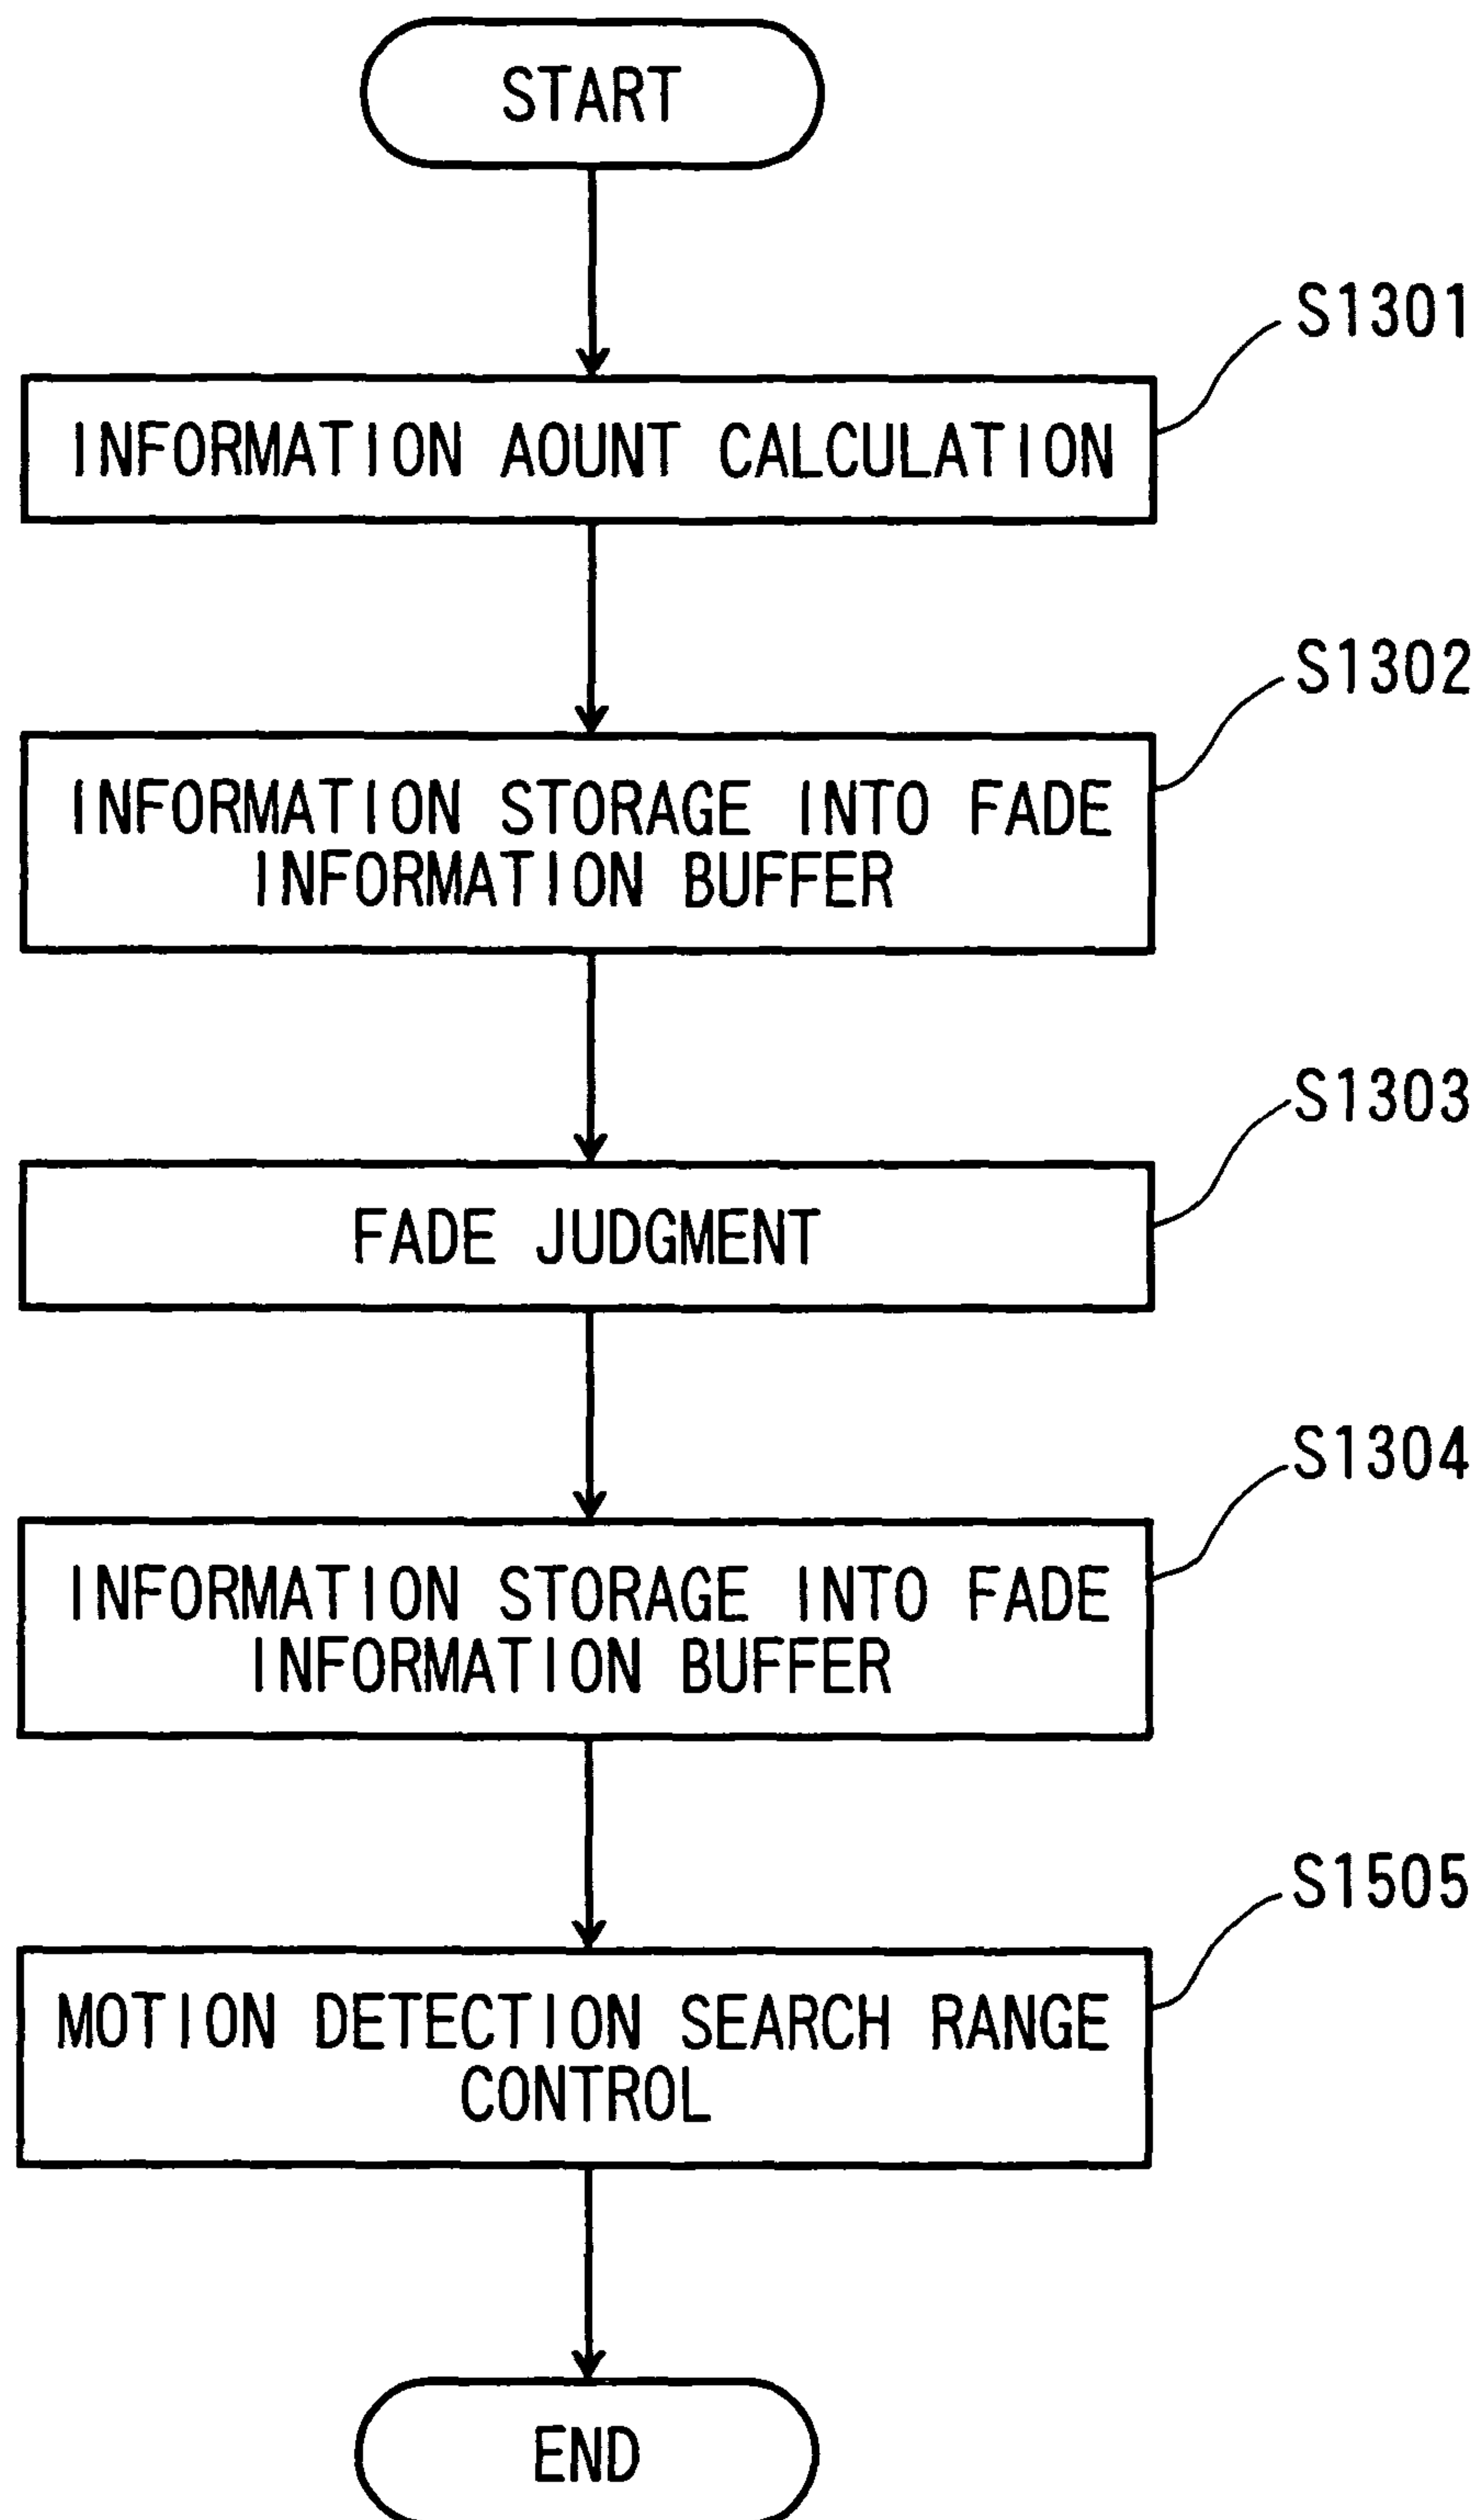 START
S1301
INFORMATION AOUNT CALCULATION
S1302
INFORMATION STORAGE INTO FADE
INFORMATION BUFFER
S1303
FADE JUDGMENT
S1304
INFORMATION STORAGE INTO FADE
INFORMATION BUFFER
S1505
MOTION DETECTION SEARCH RANGE
CONTROL
END